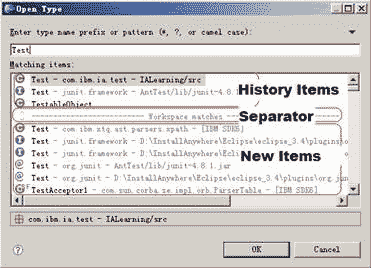 Open Type
Enter type name prefix or pattern (*, ?, or camel case):
Test
Matching items:
Test - com.ibm.ia.test - IALearning/src
Test - junit.framework - AntTest/lib/junit-4.8.1.
TestableObject
History Items
Workspace matches
Separator
Test - com.ibm.xtq.ast.parsers.xpath - [IBM SDK6]
Test - junit.framework - D:\InstallAnywhere\Eclipse\eclipse_3.4\plugins\o
Test - junit.framework - AntTest/lib/junit-4.8.
New Items
Test - org.junit - AntTest/lib/junit-4.8.1.jar
Test - org.junit - D:\InstallAnywhere\Eclipse\eclipse_3.4\plugins\org
TestAcceptor1 - com.sun.corba.se.impl.orb.ParserTable - [IBM SDK6]
com.ibm.ia.test - IALearning/src
OK
Cancel